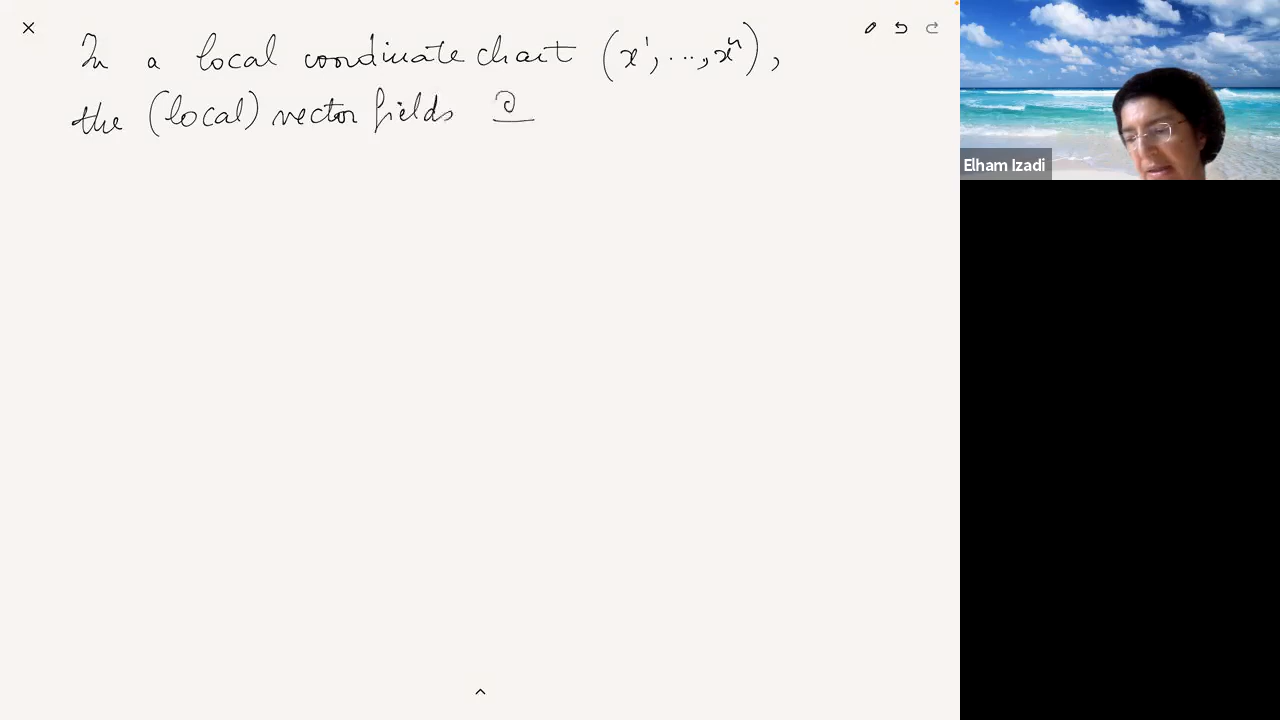 In a local coordinate chart (x¹, ..., xⁿ),
the (local) vector fields ∂
Elham Izadi